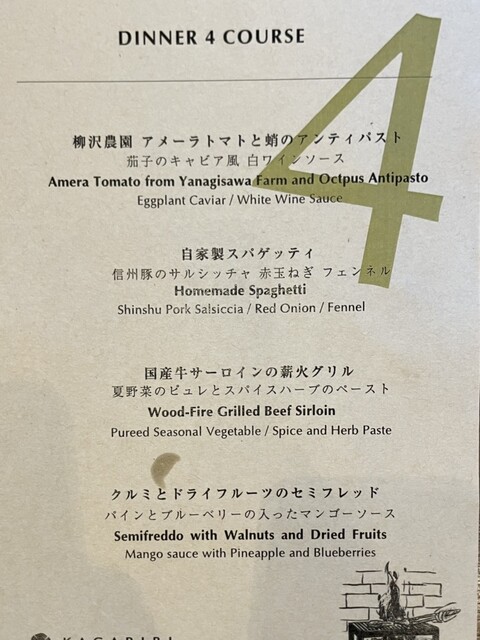 DINNER 4 COURSE
4
柳沢農園 アメーラトマトと蛸のアンティパスト
茄子のキャビア風 白ワインソース
Amera Tomato from Yanagisawa Farm and Octpus Antipasto
Eggplant Caviar / White Wine Sauce
自家製スパゲッティ
信州豚のサルシッチャ 赤玉ねぎ フェンネル
Homemade Spaghetti
Shinshu Pork Salsiccia / Red Onion / Fennel
国産牛サーロインの薪火グリル
夏野菜のピュレとスパイスハーブのペースト
Wood-Fire Grilled Beef Sirloin
Pureed Seasonal Vegetable / Spice and Herb Paste
クルミとドライフルーツのセミフレッド
パインとブルーベリーの入ったマンゴーソース
Semifreddo with Walnuts and Dried Fruits
Mango sauce with Pineapple and Blueberries